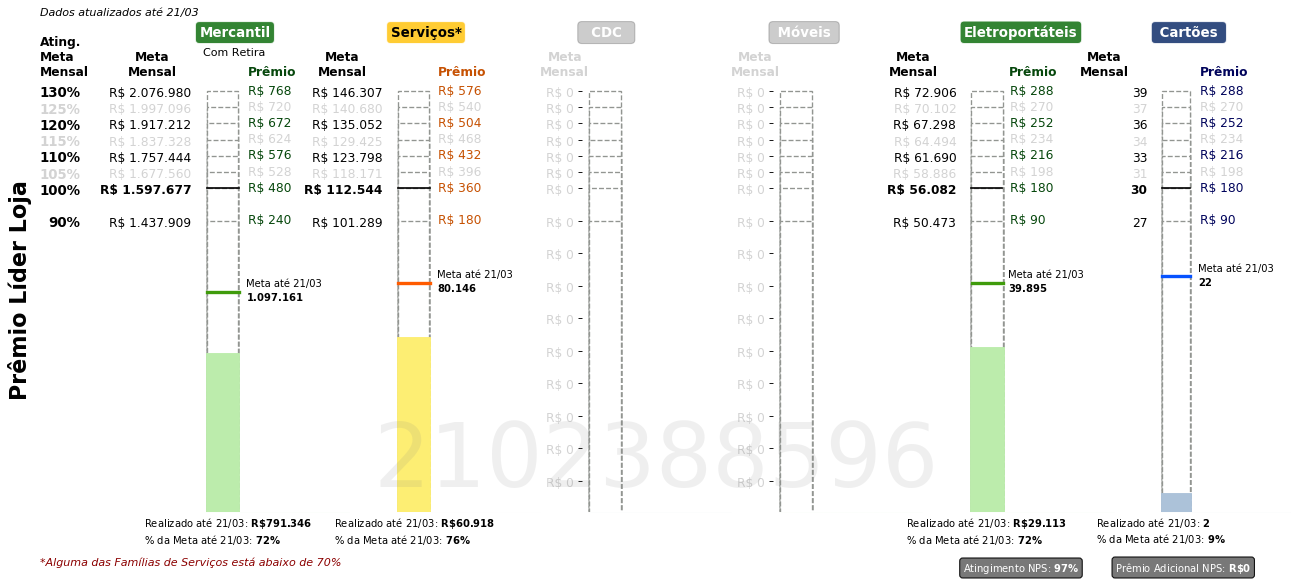 Dados atualizados até 21/03
Mercantil Serviços* CDC Móveis Eletroportáteis Cartões
Com Retira
Ating. Meta Mensal Meta Mensal Prêmio Meta Mensal Prêmio Meta Mensal Meta Mensal Meta Mensal Prêmio Meta Mensal Prêmio
130% R$ 2.076.980 R$ 768 R$ 146.307 R$ 576 R$ 0 R$ 0 R$ 72.906 R$ 288 39 R$ 288
125% R$ 1.997.096 R$ 720 R$ 140.680 R$ 540 R$ 0 R$ 0 R$ 70.102 R$ 270 37 R$ 270
120% R$ 1.917.212 R$ 672 R$ 135.052 R$ 504 R$ 0 R$ 0 R$ 67.298 R$ 252 36 R$ 252
115% R$ 1.837.328 R$ 624 R$ 129.425 R$ 468 R$ 0 R$ 0 R$ 64.494 R$ 234 34 R$ 234
110% R$ 1.757.444 R$ 576 R$ 123.798 R$ 432 R$ 0 R$ 0 R$ 61.690 R$ 216 33 R$ 216
105% R$ 1.677.560 R$ 528 R$ 118.171 R$ 396 R$ 0 R$ 0 R$ 58.886 R$ 198 31 R$ 198
100% R$ 1.597.677 R$ 480 R$ 112.544 R$ 360 R$ 0 R$ 0 R$ 56.082 R$ 180 30 R$ 180
90% R$ 1.437.909 R$ 240 R$ 101.289 R$ 180 R$ 0 R$ 0 R$ 50.473 R$ 90 27 R$ 90
R$ 0 R$ 0
Meta até 21/03 Meta até 21/03 Meta até 21/03 Meta até 21/03
1.097.161 80.146 R$ 0 R$ 0 39.895 22
R$ 0 R$ 0
R$ 0 R$ 0
R$ 0 R$ 0
R$ 0 R$ 0
R$ 0 R$ 0
R$ 0 R$ 0
Prêmio Líder Loja
2102388596
Realizado até 21/03: R$791.346 Realizado até 21/03: R$60.918 Realizado até 21/03: R$29.113 Realizado até 21/03: 2
% da Meta até 21/03: 72% % da Meta até 21/03: 76% % da Meta até 21/03: 72% % da Meta até 21/03: 9%
*Alguma das Famílias de Serviços está abaixo de 70% Atingimento NPS: 97% Prêmio Adicional NPS: R$0